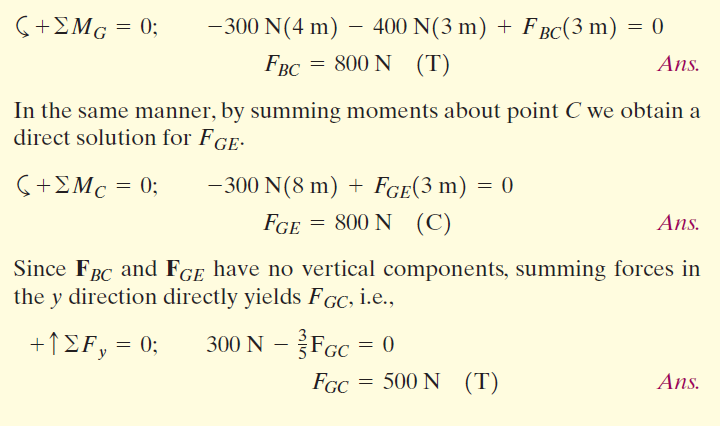 ↺+ΣM_G = 0; −300 N(4 m) − 400 N(3 m) + F_BC(3 m) = 0
F_BC = 800 N (T) Ans.
In the same manner, by summing moments about point C we obtain a
direct solution for F_GE.
↺+ΣM_C = 0; −300 N(8 m) + F_GE(3 m) = 0
F_GE = 800 N (C) Ans.
Since F_BC and F_GE have no vertical components, summing forces in
the y direction directly yields F_GC, i.e.,
+↑ΣF_y = 0; 300 N − 3/5 F_GC = 0
F_GC = 500 N (T) Ans.